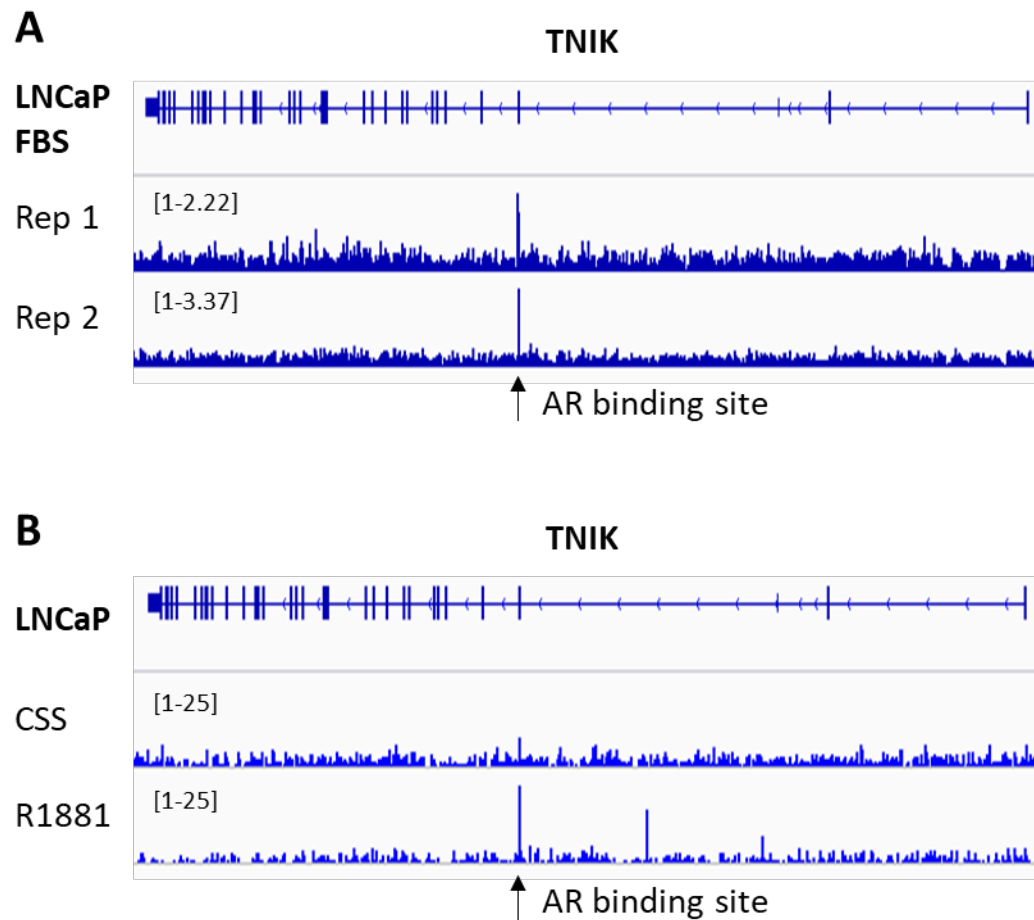 A
TNIK
LNCaP
FBS
Rep 1
[1-2.22]
Rep 2
[1-3.37]
AR binding site
B
TNIK
LNCaP
CSS
[1-25]
R1881
[1-25]
AR binding site